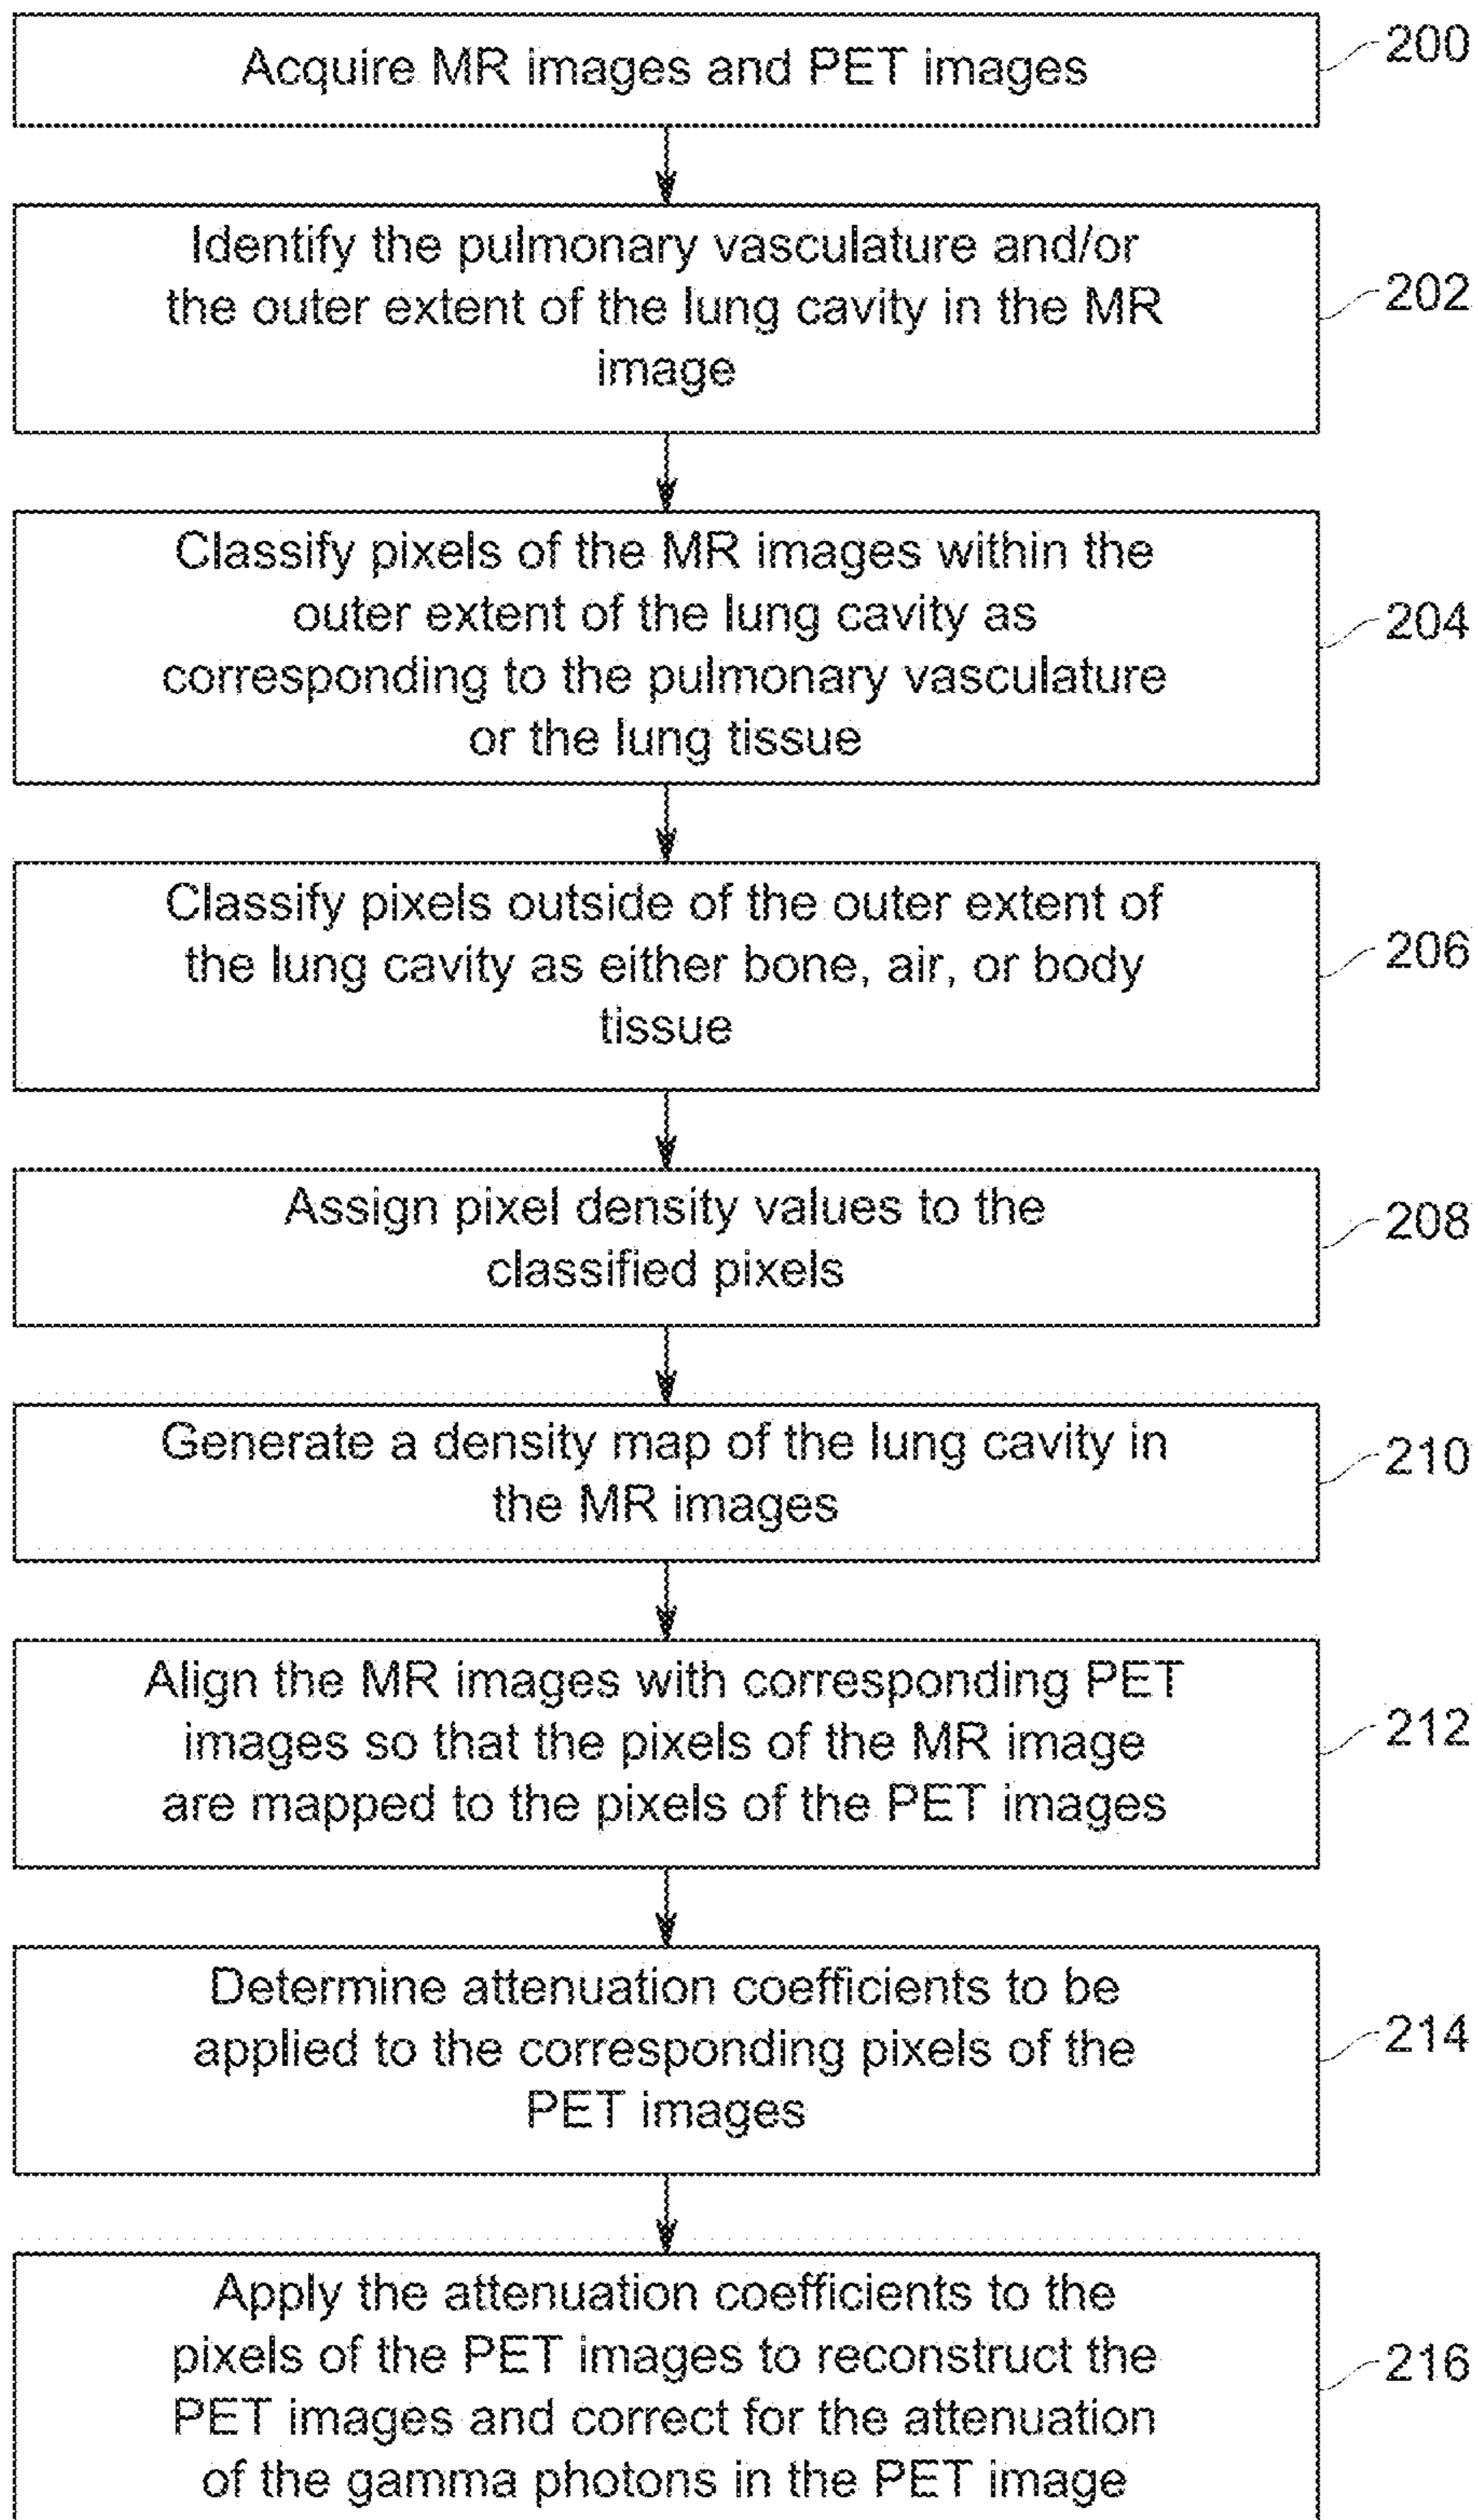 Acquire MR images and PET images
200
Identify the pulmonary vasculature and/or
the outer extent of the lung cavity in the MR
image
202
Classify pixels of the MR images within the
outer extent of the lung cavity as
corresponding to the pulmonary vasculature
or the lung tissue
204
Classify pixels outside of the outer extent of
the lung cavity as either bone, air, or body
tissue
206
Assign pixel density values to the
classified pixels
208
Generate a density map of the lung cavity in
the MR images
210
Align the MR images with corresponding PET
images so that the pixels of the MR image
are mapped to the pixels of the PET images
212
Determine attenuation coefficients to be
applied to the corresponding pixels of the
PET images
214
Apply the attenuation coefficients to the
pixels of the PET images to reconstruct the
PET images and correct for the attenuation
of the gamma photons in the PET image
216